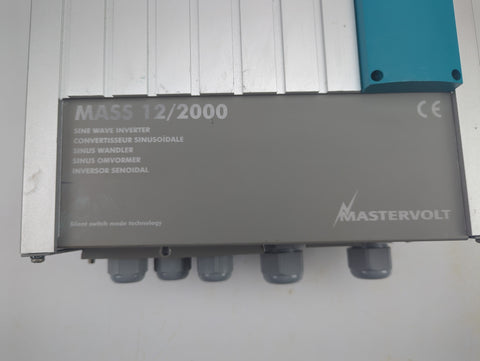 MASS 12/2000
CE
SINE WAVE INVERTER
CONVERTISSEUR SINUSOÏDALE
SINUS WANDLER
SINUS OMVORMER
INVERSOR SENOIDAL
MASTERVOLT
Silent switch mode technology